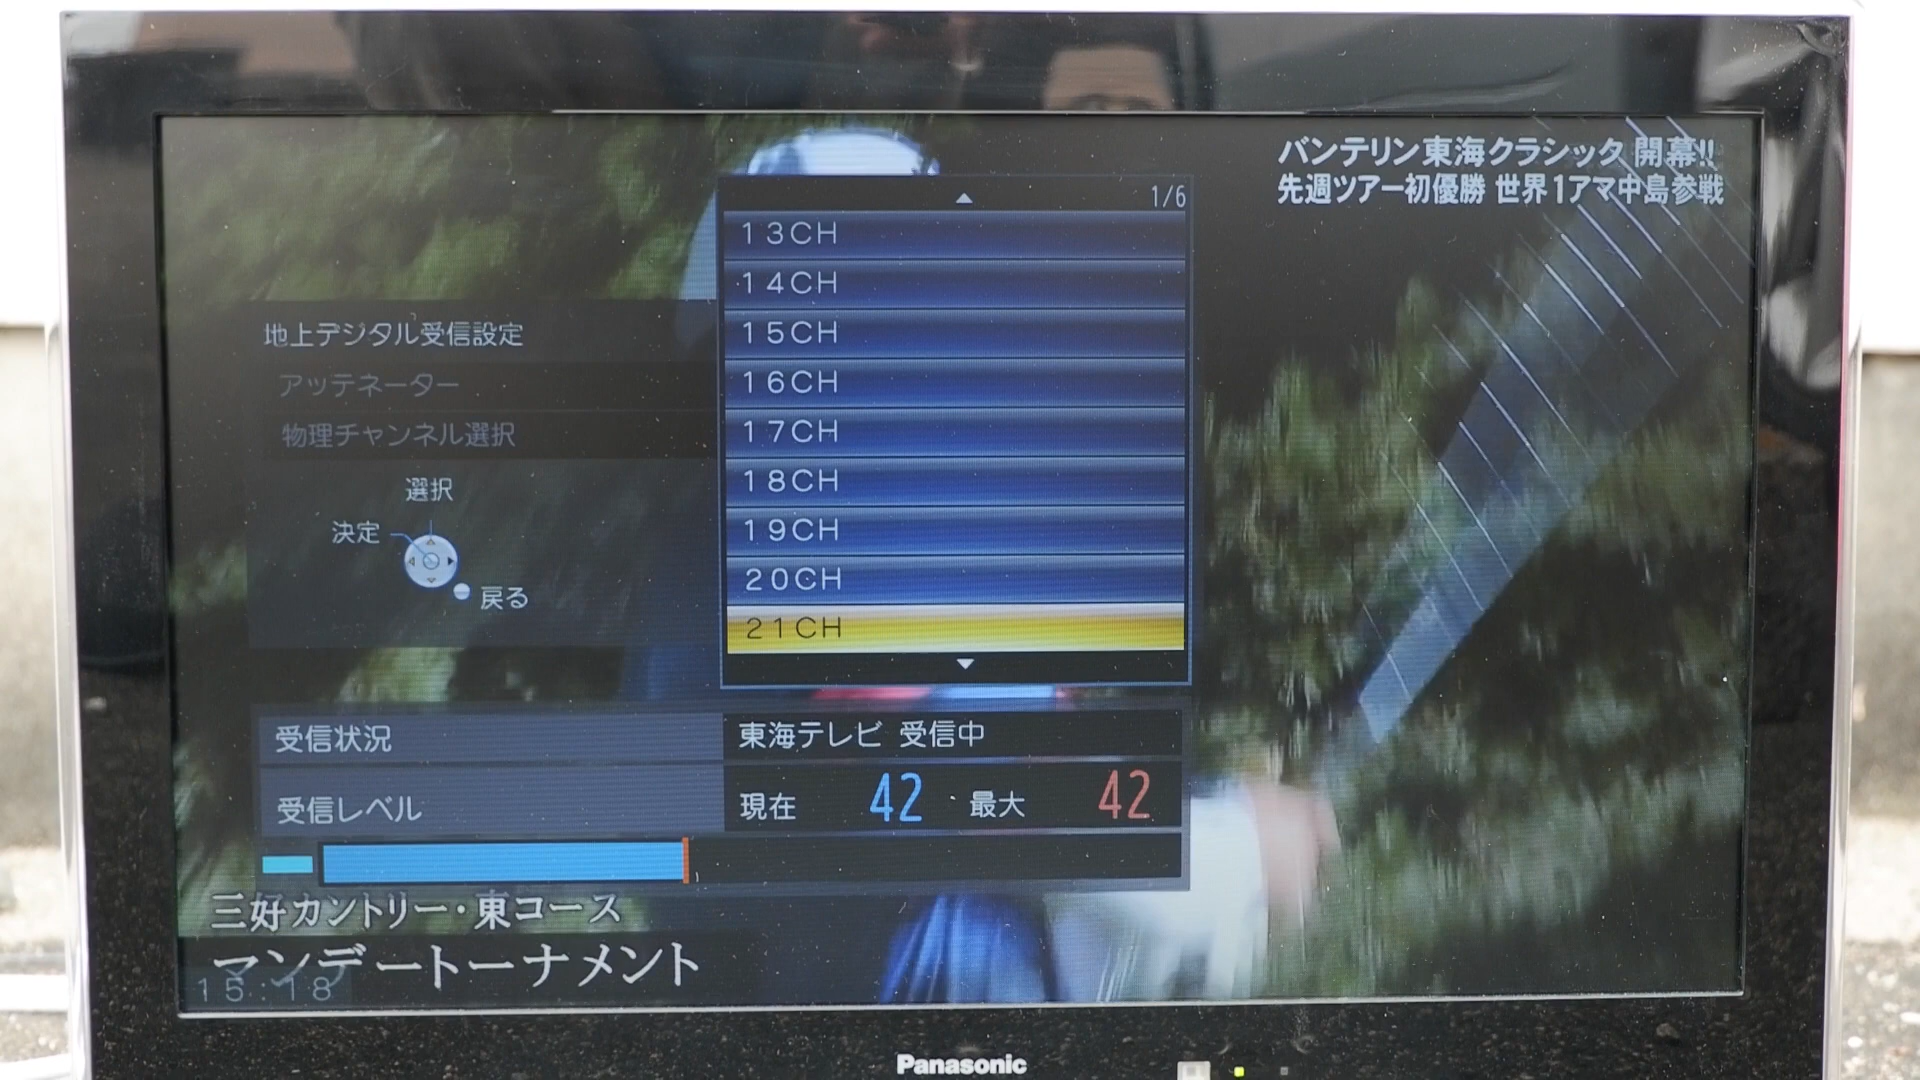 バンテリン東海クラシック 開幕!!
先週ツアー初優勝 世界1アマ中島参戦
1/6
13CH
14CH
15CH
16CH
17CH
18CH
19CH
20CH
21CH
地上デジタル受信設定
アッテネーター
物理チャンネル選択
選択
決定
戻る
受信状況
東海テレビ 受信中
受信レベル
現在 42 最大 42
三好カントリー・東コース
マンデートーナメント
15:18
Panasonic